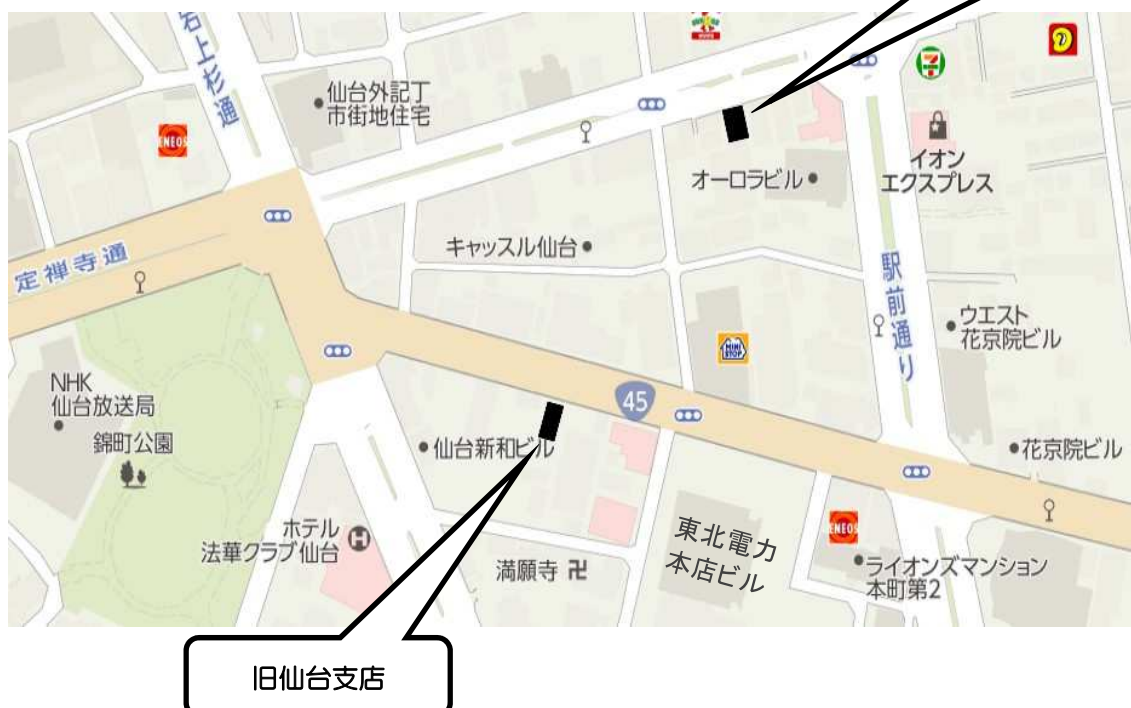 石上杉通
仙台外記丁
市街地住宅
ENEOS
オーロラビル
イオン
エクスプレス
定禅寺通
キャッスル仙台
駅前通り
ウエスト
花京院ビル
MINI
STOP
NHK
仙台放送局
錦町公園
45
仙台新和ビル
花京院ビル
ホテル
法華クラブ仙台
H
満願寺
東北電力
本店ビル
ENEOS
ライオンズマンション
本町第2
旧仙台支店